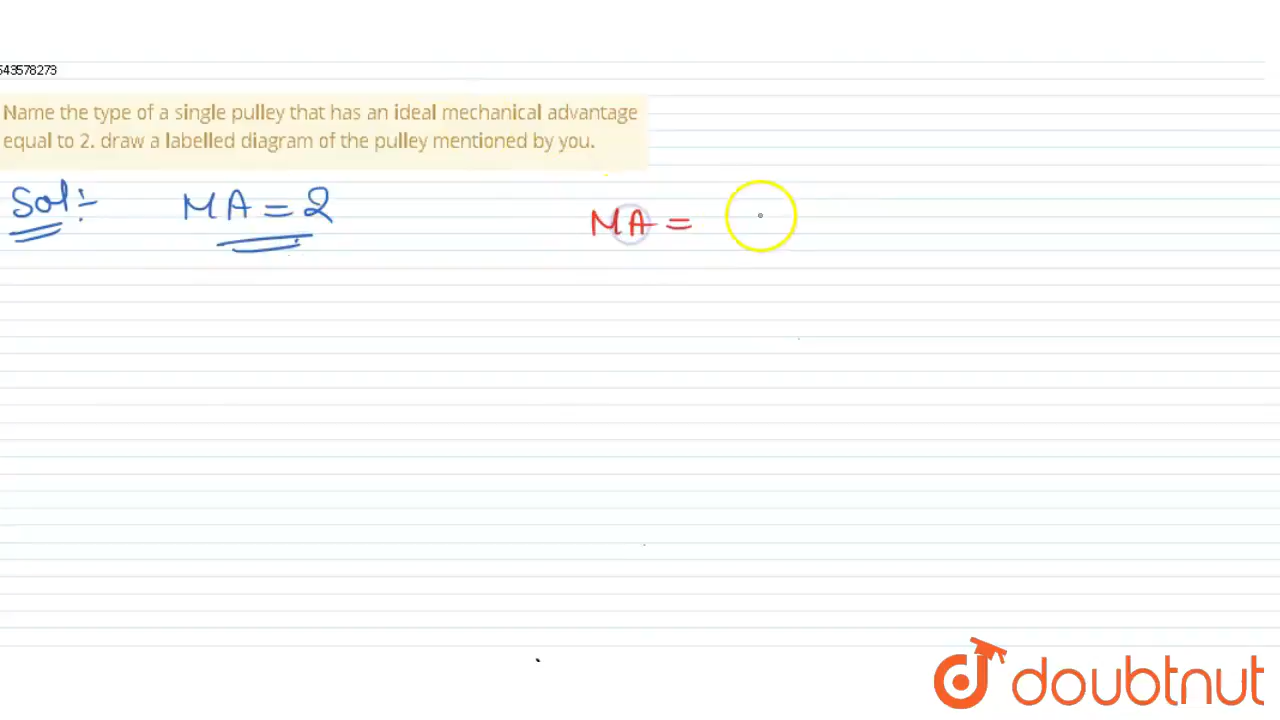 543578273
Name the type of a single pulley that has an ideal mechanical advantage
equal to 2. draw a labelled diagram of the pulley mentioned by you.
Sol:- MA = 2 MA =
doubtnut